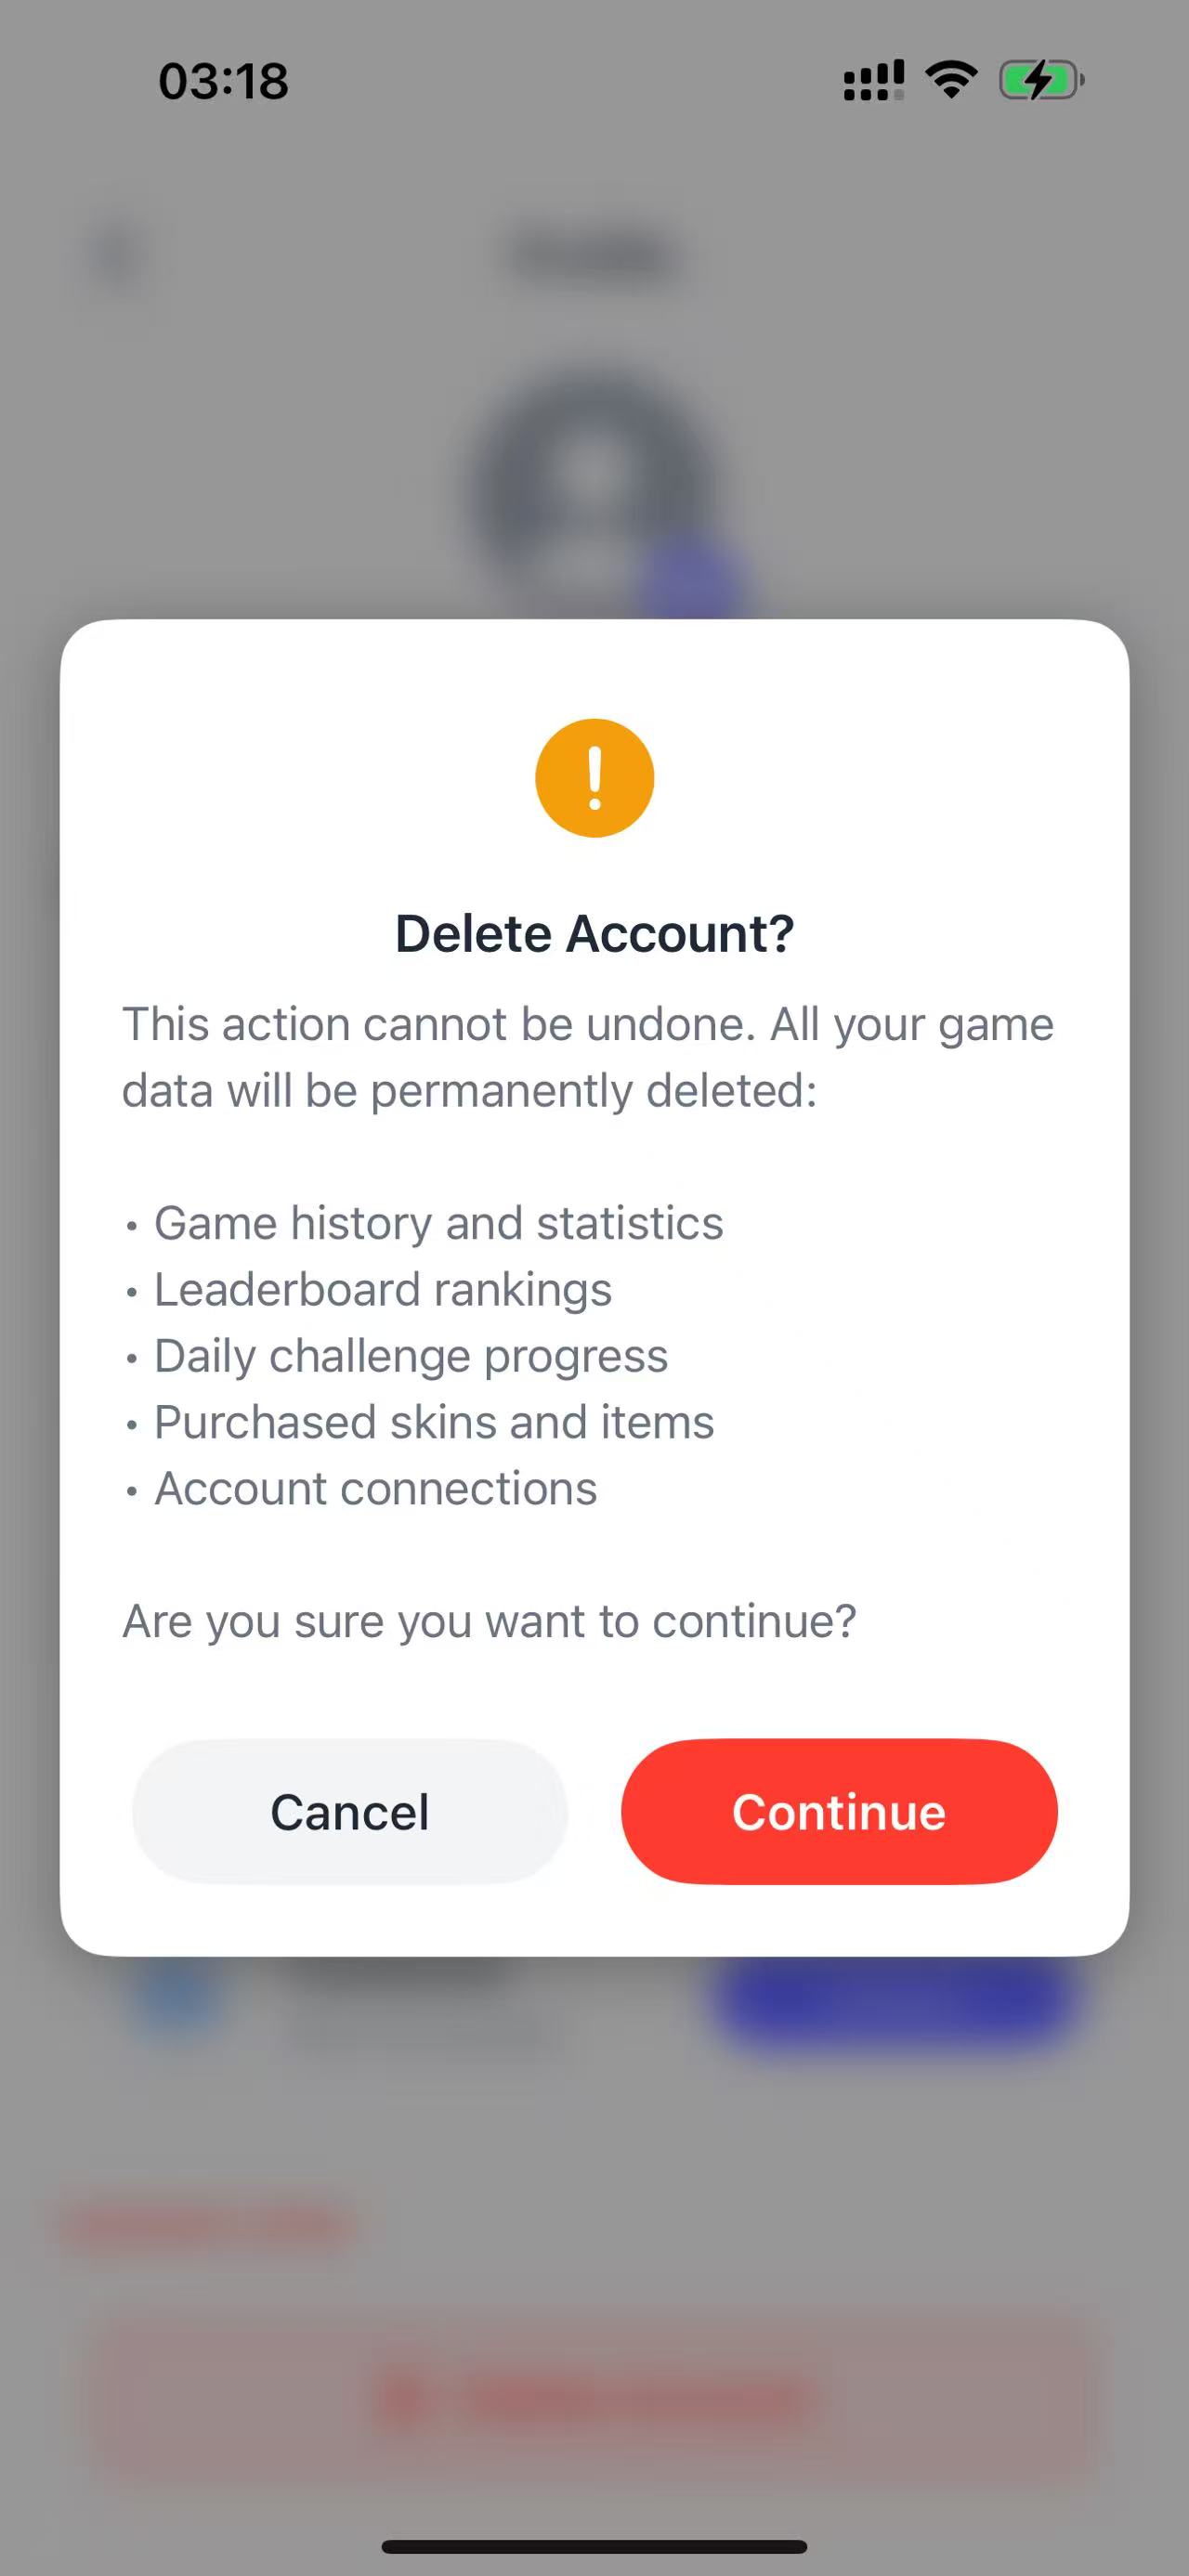 03:18
Delete Account?
This action cannot be undone. All your game
data will be permanently deleted:
• Game history and statistics
• Leaderboard rankings
• Daily challenge progress
• Purchased skins and items
• Account connections
Are you sure you want to continue?
Cancel
Continue